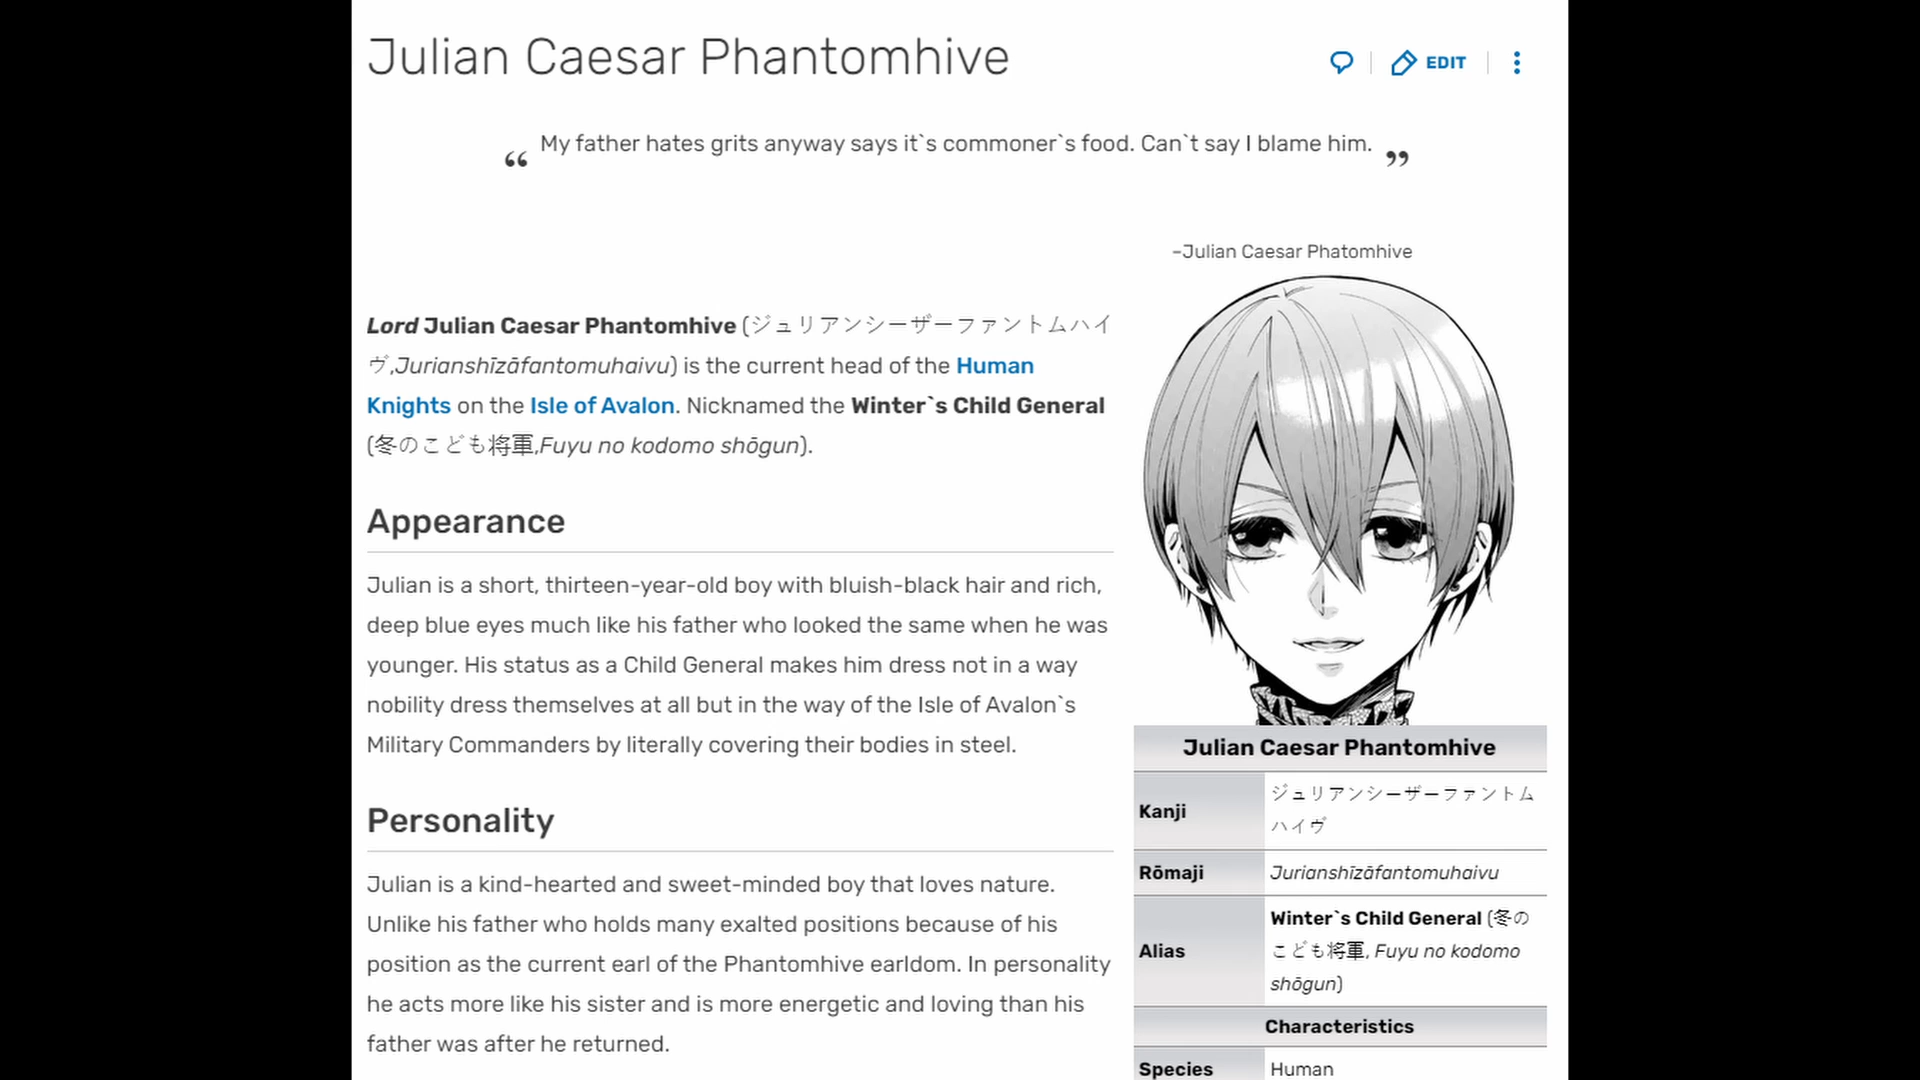 Julian Caesar Phantomhive
EDIT
“ My father hates grits anyway says it`s commoner`s food. Can`t say I blame him. ”
–Julian Caesar Phatomhive
Lord Julian Caesar Phantomhive (ジュリアンシーザーファントムハイ
ヴ,Jurianshīzāfantomuhaivu) is the current head of the Human
Knights on the Isle of Avalon. Nicknamed the Winter`s Child General
(冬のこども将軍,Fuyu no kodomo shōgun).
Appearance
Julian is a short, thirteen-year-old boy with bluish-black hair and rich,
deep blue eyes much like his father who looked the same when he was
younger. His status as a Child General makes him dress not in a way
nobility dress themselves at all but in the way of the Isle of Avalon`s
Military Commanders by literally covering their bodies in steel.
Personality
Julian is a kind-hearted and sweet-minded boy that loves nature.
Unlike his father who holds many exalted positions because of his
position as the current earl of the Phantomhive earldom. In personality
he acts more like his sister and is more energetic and loving than his
father was after he returned.
Julian Caesar Phantomhive
Kanji
ジュリアンシーザーファントム
ハイヴ
Rōmaji
Jurianshīzāfantomuhaivu
Alias
Winter`s Child General (冬の
こども将軍, Fuyu no kodomo
shōgun)
Characteristics
Species
Human